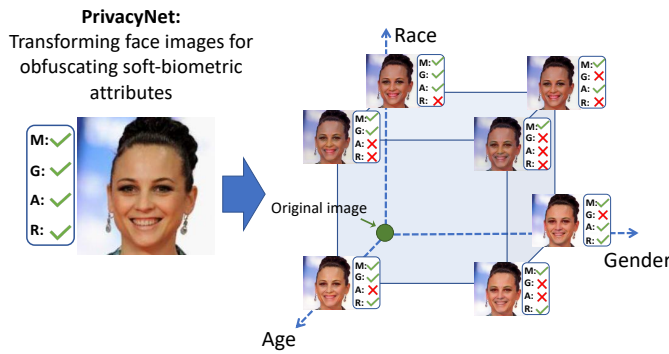 PrivacyNet:
Transforming face images for
obfuscating soft-biometric
attributes
M: ✓
G: ✓
A: ✓
R: ✓
Race
M: ✓
G: ✓
A: ✓
R: ✗
M: ✓
G: ✗
A: ✓
R: ✗
M: ✓
G: ✓
A: ✗
R: ✗
M: ✓
G: ✗
A: ✗
R: ✗
Original image
M: ✓
G: ✗
A: ✓
R: ✓
Gender
M: ✓
G: ✓
A: ✗
R: ✓
M: ✓
G: ✗
A: ✗
R: ✓
Age